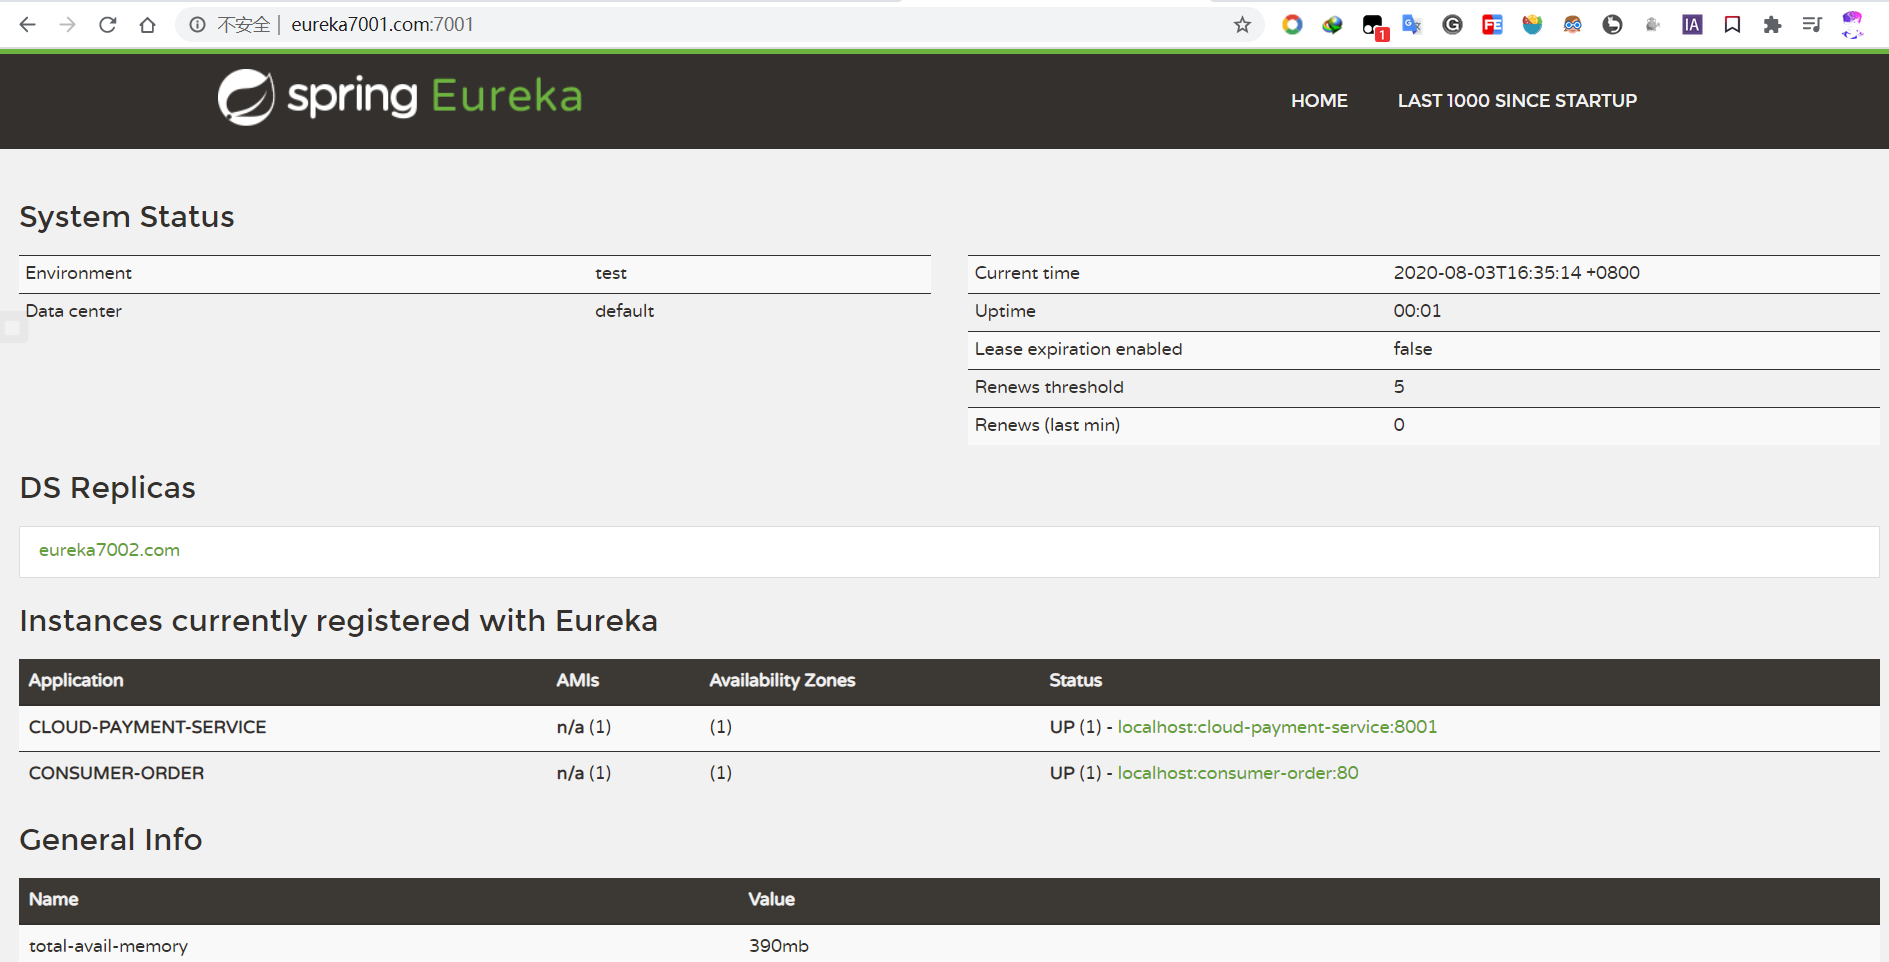 不安全 | eureka7001.com:7001
1
G
FE
IA
spring Eureka
HOME LAST 1000 SINCE STARTUP
System Status
Environment test
Data center default
Current time 2020-08-03T16:35:14 +0800
Uptime 00:01
Lease expiration enabled false
Renews threshold 5
Renews (last min) 0
DS Replicas
eureka7002.com
Instances currently registered with Eureka
Application AMIs Availability Zones Status
CLOUD-PAYMENT-SERVICE n/a (1) (1) UP (1) - localhost:cloud-payment-service:8001
CONSUMER-ORDER n/a (1) (1) UP (1) - localhost:consumer-order:80
General Info
Name Value
total-avail-memory 390mb